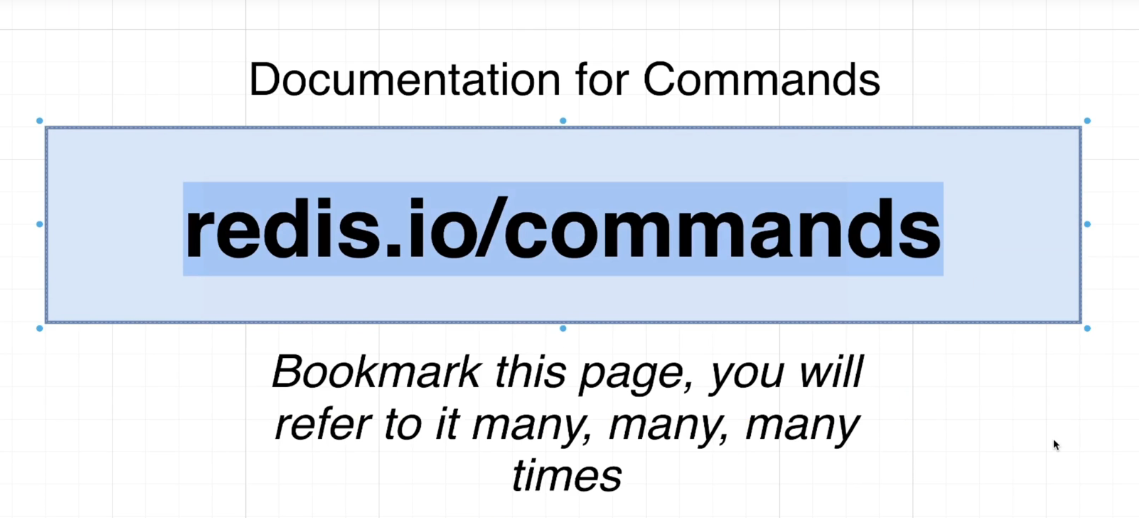 Documentation for Commands
redis.io/commands
Bookmark this page, you will
refer to it many, many, many
times